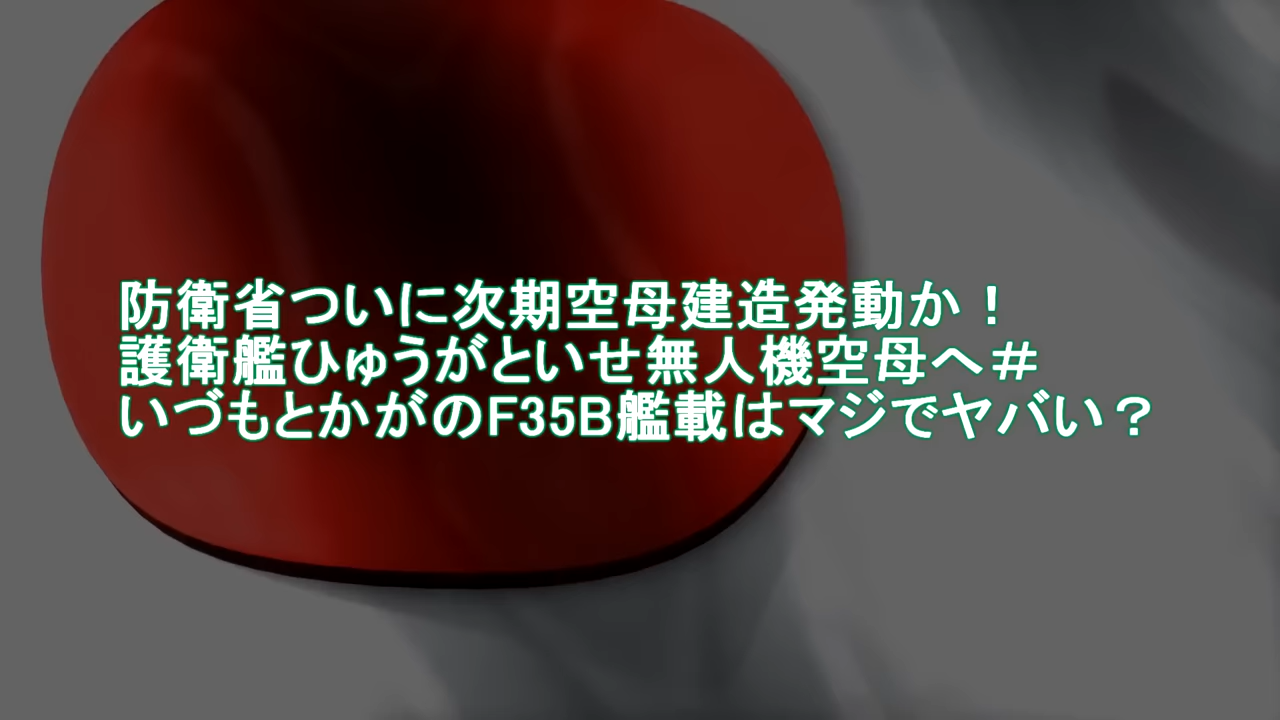 防衛省ついに次期空母建造発動か！
護衛艦ひゅうがといせ無人機空母へ＃
いづもとかがのF35B艦載はマジでヤバい？